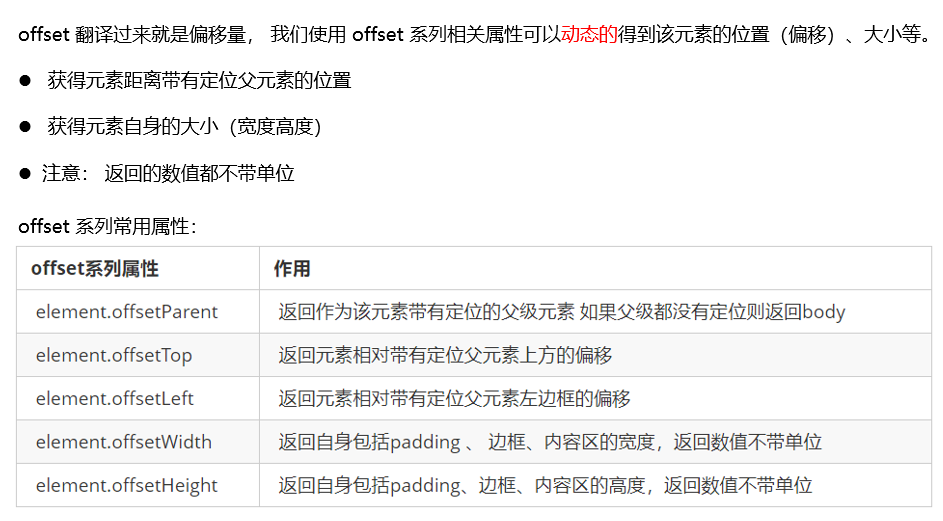 offset 翻译过来就是偏移量， 我们使用 offset 系列相关属性可以动态的得到该元素的位置（偏移）、大小等。
● 获得元素距离带有定位父元素的位置
● 获得元素自身的大小（宽度高度）
● 注意： 返回的数值都不带单位
offset 系列常用属性：
offset系列属性 作用
element.offsetParent 返回作为该元素带有定位的父级元素 如果父级都没有定位则返回body
element.offsetTop 返回元素相对带有定位父元素上方的偏移
element.offsetLeft 返回元素相对带有定位父元素左边框的偏移
element.offsetWidth 返回自身包括padding 、 边框、内容区的宽度，返回数值不带单位
element.offsetHeight 返回自身包括padding、边框、内容区的高度，返回数值不带单位